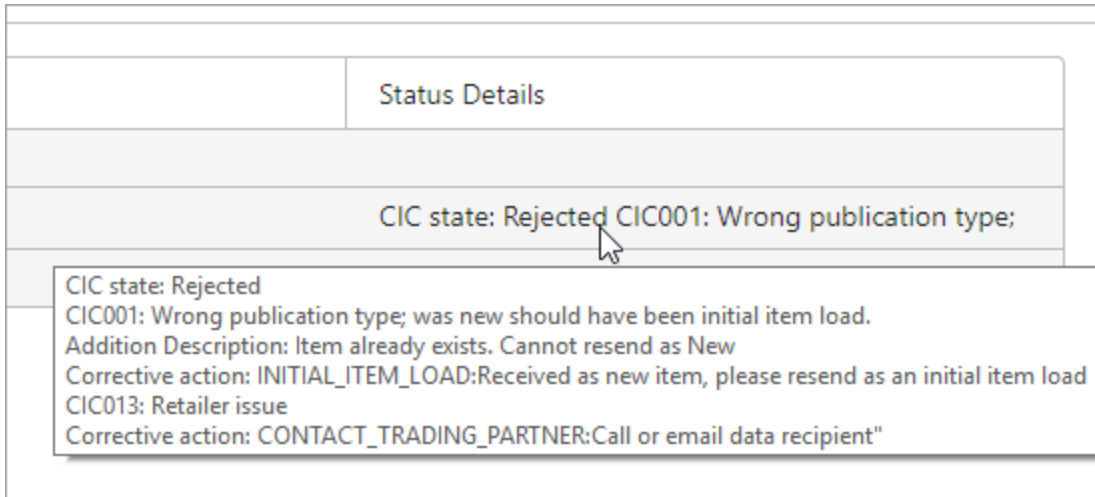 Status Details
CIC state: Rejected CIC001: Wrong publication type;
CIC state: Rejected
CIC001: Wrong publication type; was new should have been initial item load.
Addition Description: Item already exists. Cannot resend as New
Corrective action: INITIAL_ITEM_LOAD:Received as new item, please resend as an initial item load
CIC013: Retailer issue
Corrective action: CONTACT_TRADING_PARTNER:Call or email data recipient"